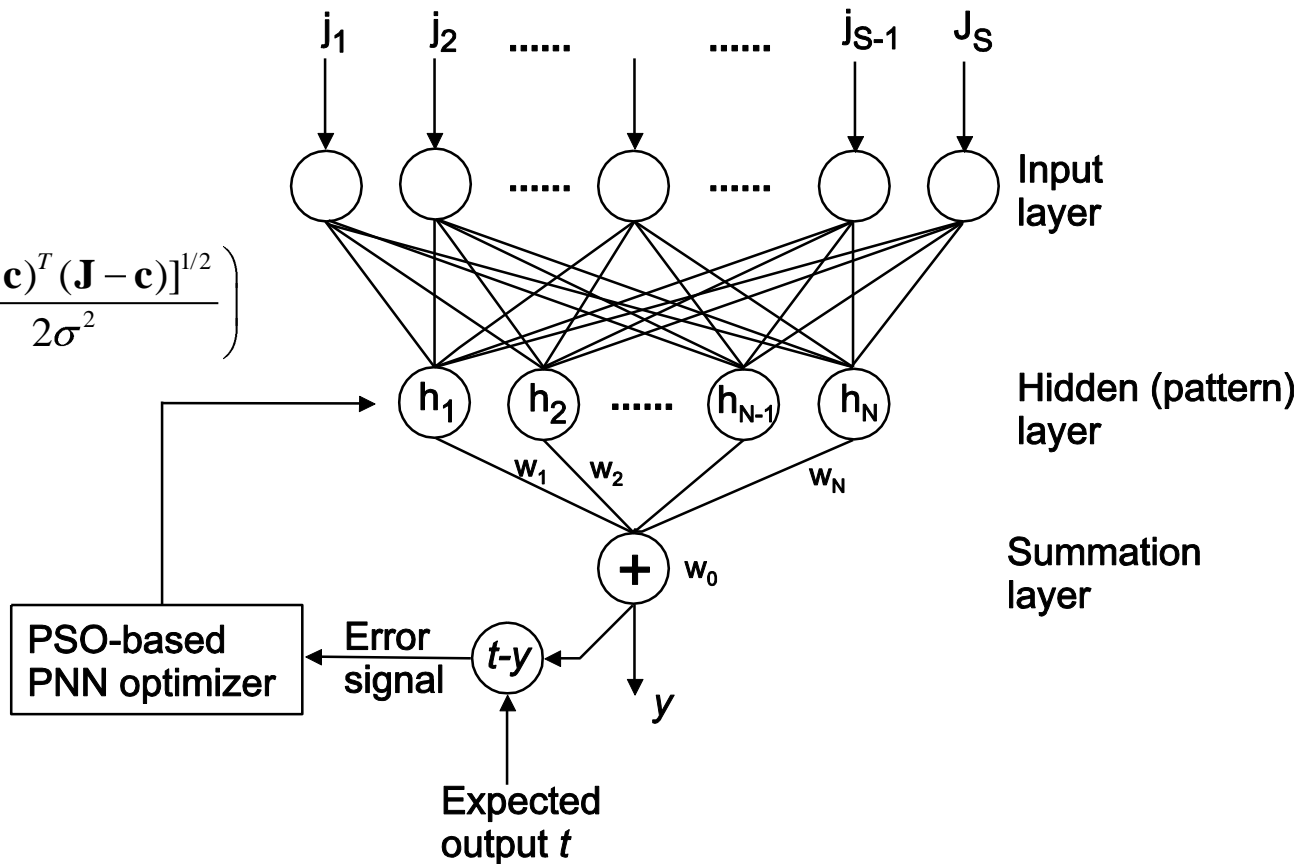 j1 j2 ...... ...... jS-1 JS
...... ......
Input
layer
c)^T (J − c)]^1/2
2σ^2 )
h1 h2 ...... hN-1 hN
Hidden (pattern)
layer
w1 w2 wN
+ w0
Summation
layer
PSO-based
PNN optimizer
Error
signal
t-y
y
Expected
output t